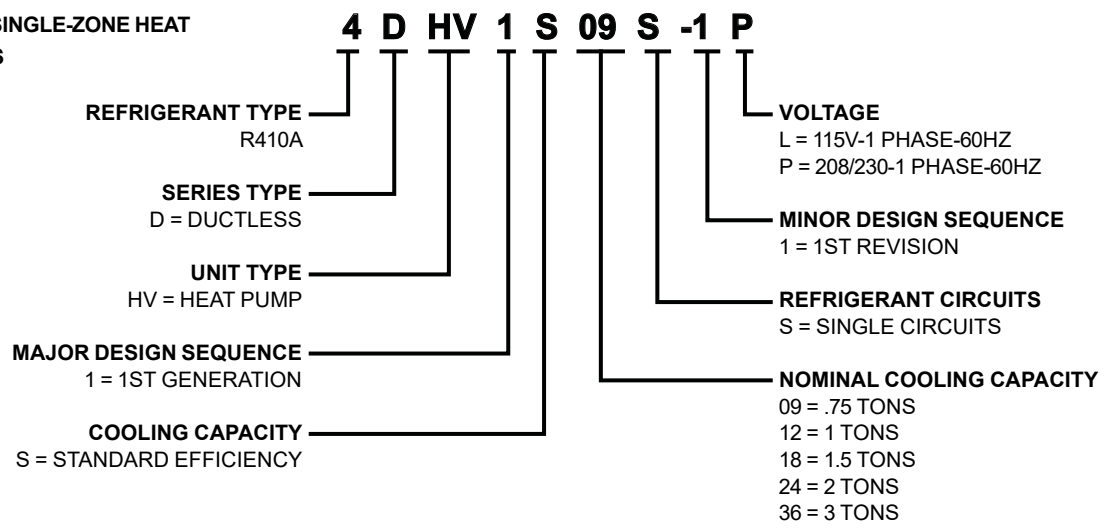 SINGLE-ZONE HEAT
S
4 D HV 1 S 09 S -1 P
REFRIGERANT TYPE
R410A
SERIES TYPE
D = DUCTLESS
UNIT TYPE
HV = HEAT PUMP
MAJOR DESIGN SEQUENCE
1 = 1ST GENERATION
COOLING CAPACITY
S = STANDARD EFFICIENCY
VOLTAGE
L = 115V-1 PHASE-60HZ
P = 208/230-1 PHASE-60HZ
MINOR DESIGN SEQUENCE
1 = 1ST REVISION
REFRIGERANT CIRCUITS
S = SINGLE CIRCUITS
NOMINAL COOLING CAPACITY
09 = .75 TONS
12 = 1 TONS
18 = 1.5 TONS
24 = 2 TONS
36 = 3 TONS